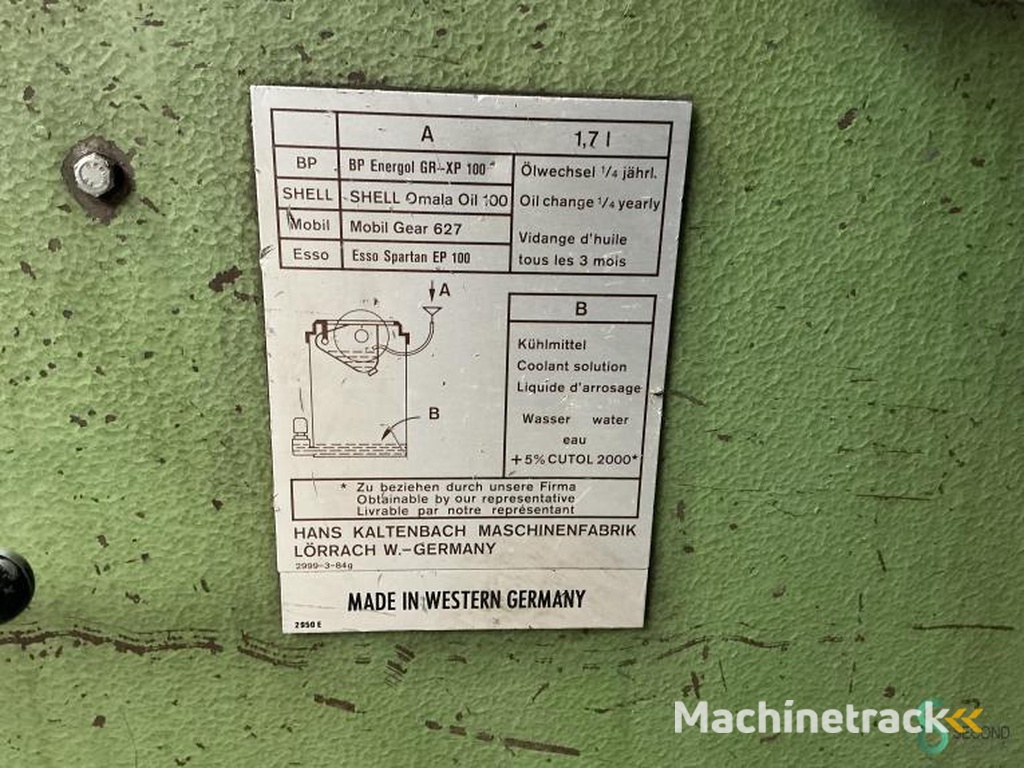 A 1,7 l
BP BP Energol GR-XP 100*
SHELL SHELL Omala Oil 100
Mobil Mobil Gear 627
Esso Esso Spartan EP 100
Ölwechsel 1/4 jährl.
Oil change 1/4 yearly
Vidange d'huile
tous les 3 mois
A
B
B
Kühlmittel
Coolant solution
Liquide d'arrosage
Wasser water
eau
+5% CUTOL 2000*
* Zu beziehen durch unsere Firma
Obtainable by our representative
Livrable par notre représentant
HANS KALTENBACH MASCHINENFABRIK
LÖRRACH W.-GERMANY
2999-3-84g
MADE IN WESTERN GERMANY
2950 E
Machinetrack
SECOND